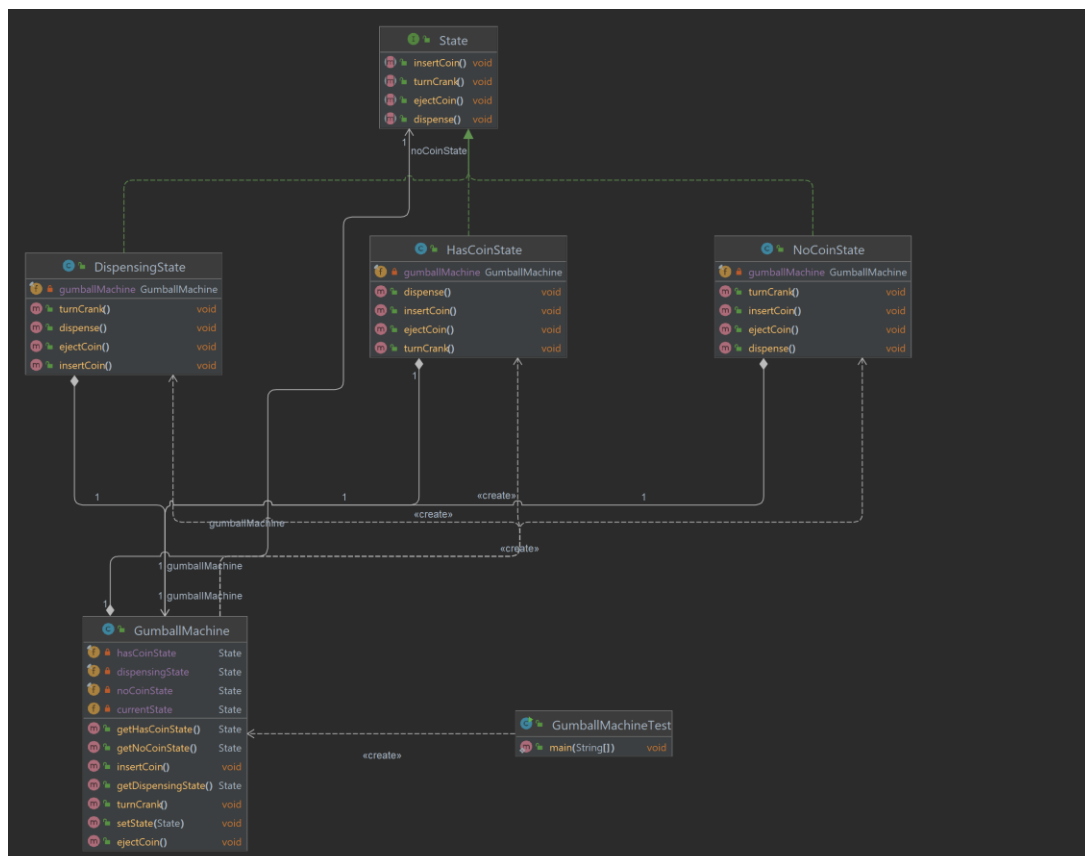 State
insertCoin() void
turnCrank() void
ejectCoin() void
dispense() void
1
noCoinState
DispensingState
gumballMachine GumballMachine
turnCrank() void
dispense() void
ejectCoin() void
insertCoin() void
HasCoinState
gumballMachine GumballMachine
dispense() void
insertCoin() void
ejectCoin() void
turnCrank() void
NoCoinState
gumballMachine GumballMachine
turnCrank() void
insertCoin() void
ejectCoin() void
dispense() void
1
1
1
«create»
1
«create»
gumballMachine
«create»
1 gumballMachine
1
1 gumballMachine
GumballMachine
hasCoinState State
dispensingState State
noCoinState State
currentState State
getHasCoinState() State
getNoCoinState() State
insertCoin() void
getDispensingState() State
turnCrank() void
setState(State) void
ejectCoin() void
«create»
GumballMachineTest
main(String[]) void